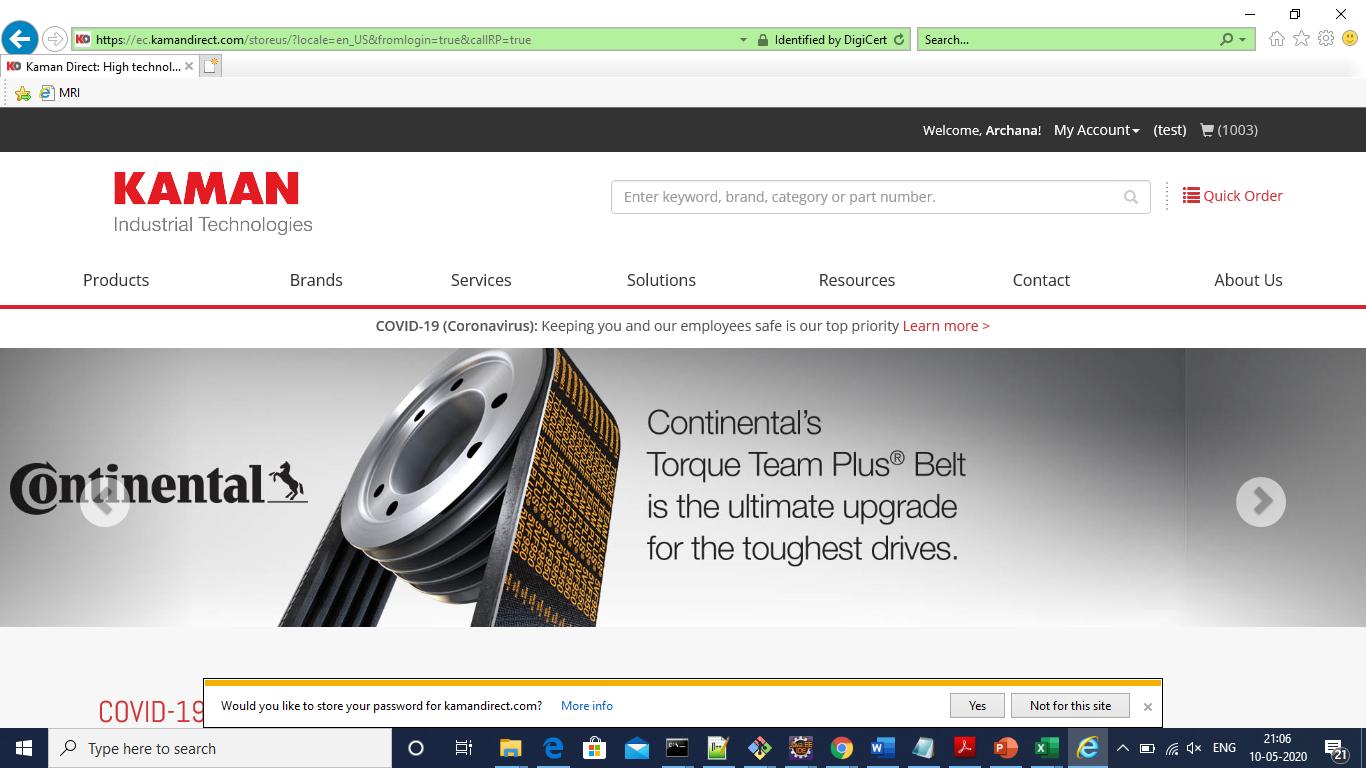 https://ec.kamandirect.com/storeus/?locale=en_US&fromlogin=true&callRP=true
Identified by DigiCert
Search...
KD Kaman Direct: High technol...
MRI
Welcome, Archana!
My Account
(test)
(1003)
KAMAN
Industrial Technologies
Enter keyword, brand, category or part number.
Quick Order
Products
Brands
Services
Solutions
Resources
Contact
About Us
COVID-19 (Coronavirus): Keeping you and our employees safe is our top priority Learn more >
Continental
Continental's
Torque Team Plus® Belt
is the ultimate upgrade
for the toughest drives.
COVID-19
Would you like to store your password for kamandirect.com? More info
Yes
Not for this site
Type here to search
ENG
21:06
10-05-2020
21